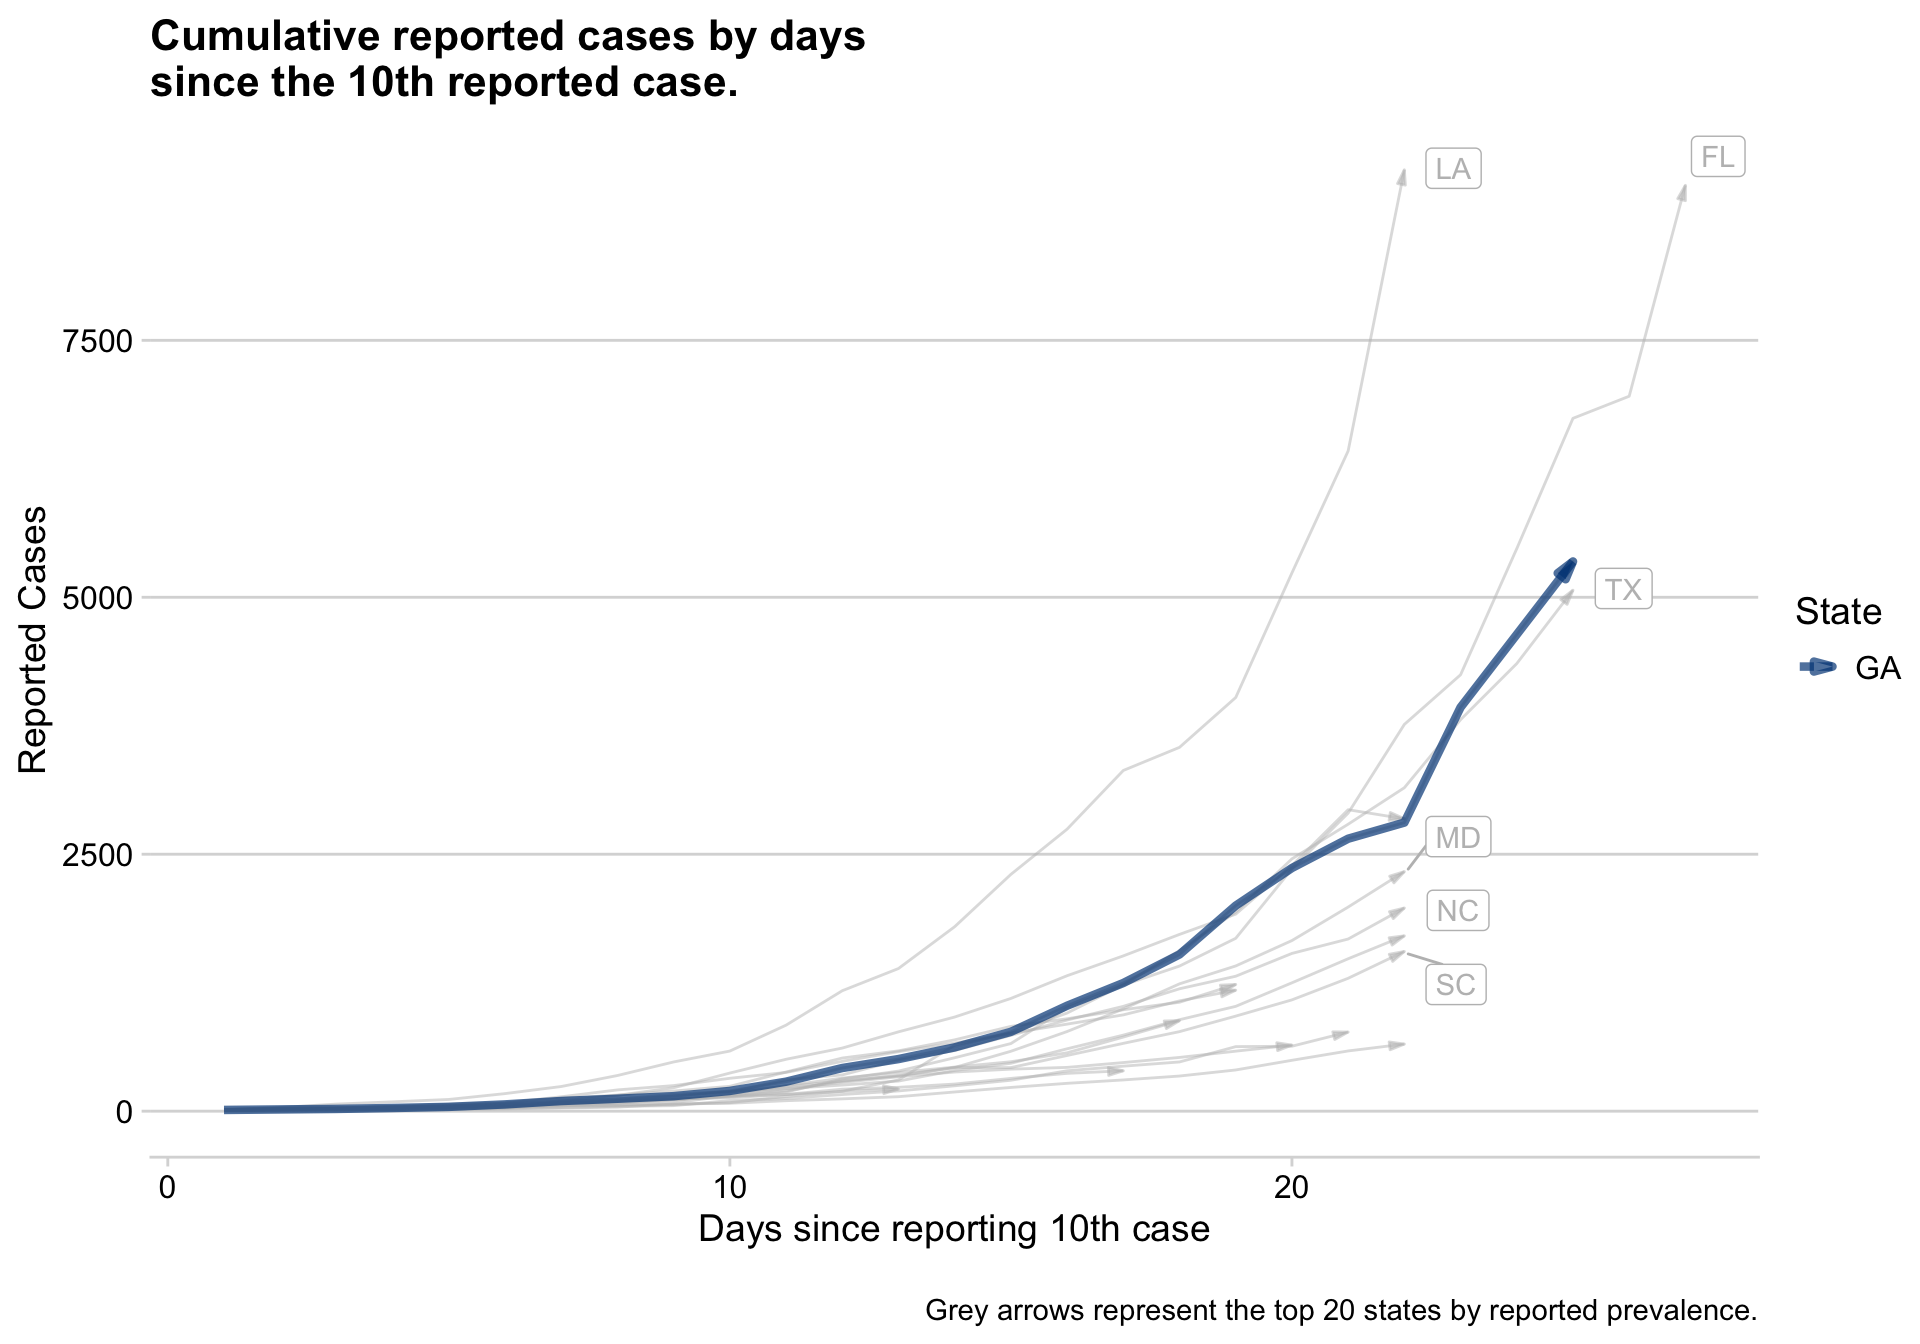 Cumulative reported cases by days
since the 10th reported case.
LA
FL
7500
5000
2500
0
TX
MD
NC
SC
Reported Cases
State
GA
0
10
20
Days since reporting 10th case
Grey arrows represent the top 20 states by reported prevalence.